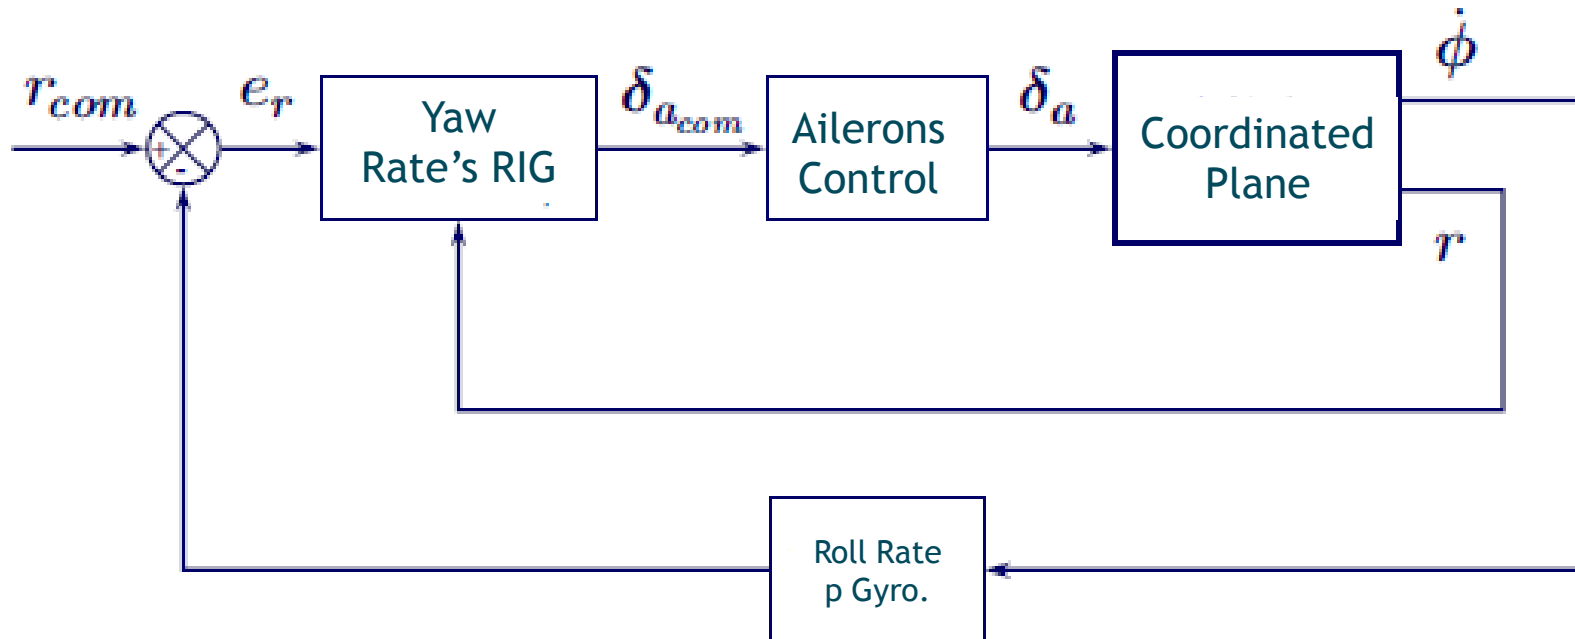 r_com
+
-
e_r
Yaw
Rate’s RIG
δ_a_com
Ailerons
Control
δ_a
Coordinated
Plane
ϕ̇
r
Roll Rate
p Gyro.